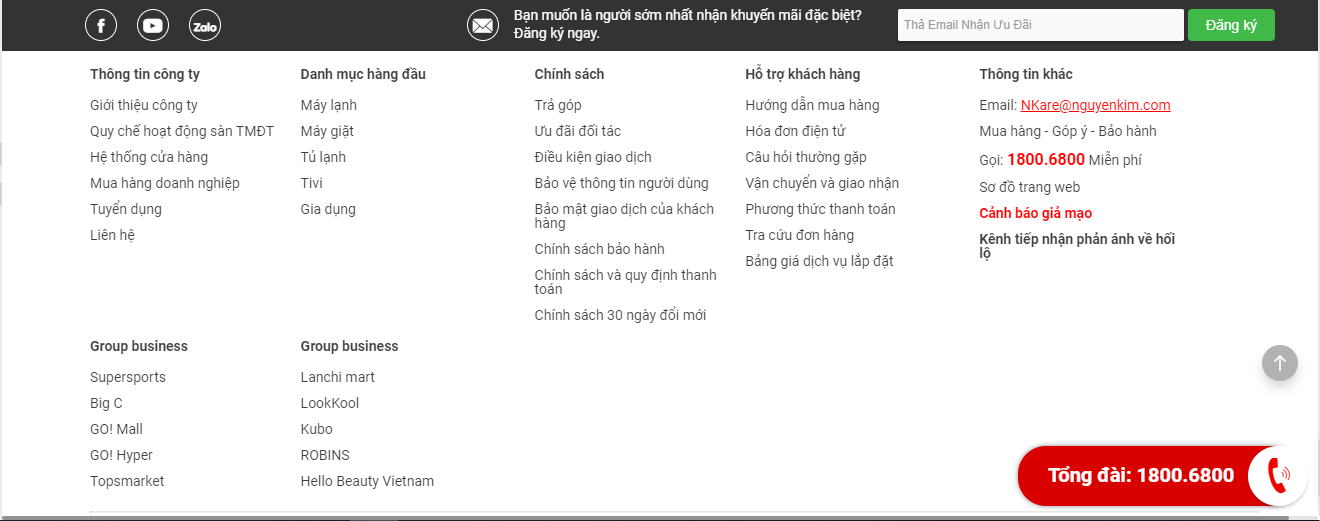 Zalo
Bạn muốn là người sớm nhất nhận khuyến mãi đặc biệt?
Đăng ký ngay.
Thả Email Nhận Ưu Đãi
Đăng ký
Thông tin công ty
Giới thiệu công ty
Quy chế hoạt động sàn TMĐT
Hệ thống cửa hàng
Mua hàng doanh nghiệp
Tuyển dụng
Liên hệ
Danh mục hàng đầu
Máy lạnh
Máy giặt
Tủ lạnh
Tivi
Gia dụng
Chính sách
Trả góp
Ưu đãi đối tác
Điều kiện giao dịch
Bảo vệ thông tin người dùng
Bảo mật giao dịch của khách
hàng
Chính sách bảo hành
Chính sách và quy định thanh
toán
Chính sách 30 ngày đổi mới
Hỗ trợ khách hàng
Hướng dẫn mua hàng
Hóa đơn điện tử
Câu hỏi thường gặp
Vận chuyển và giao nhận
Phương thức thanh toán
Tra cứu đơn hàng
Bảng giá dịch vụ lắp đặt
Thông tin khác
Email: NKare@nguyenkim.com
Mua hàng - Góp ý - Bảo hành
Gọi: 1800.6800 Miễn phí
Sơ đồ trang web
Cảnh báo giả mạo
Kênh tiếp nhận phản ánh về hối
lộ
Group business
Supersports
Big C
GO! Mall
GO! Hyper
Topsmarket
Group business
Lanchi mart
LookKool
Kubo
ROBINS
Hello Beauty Vietnam
Tổng đài: 1800.6800